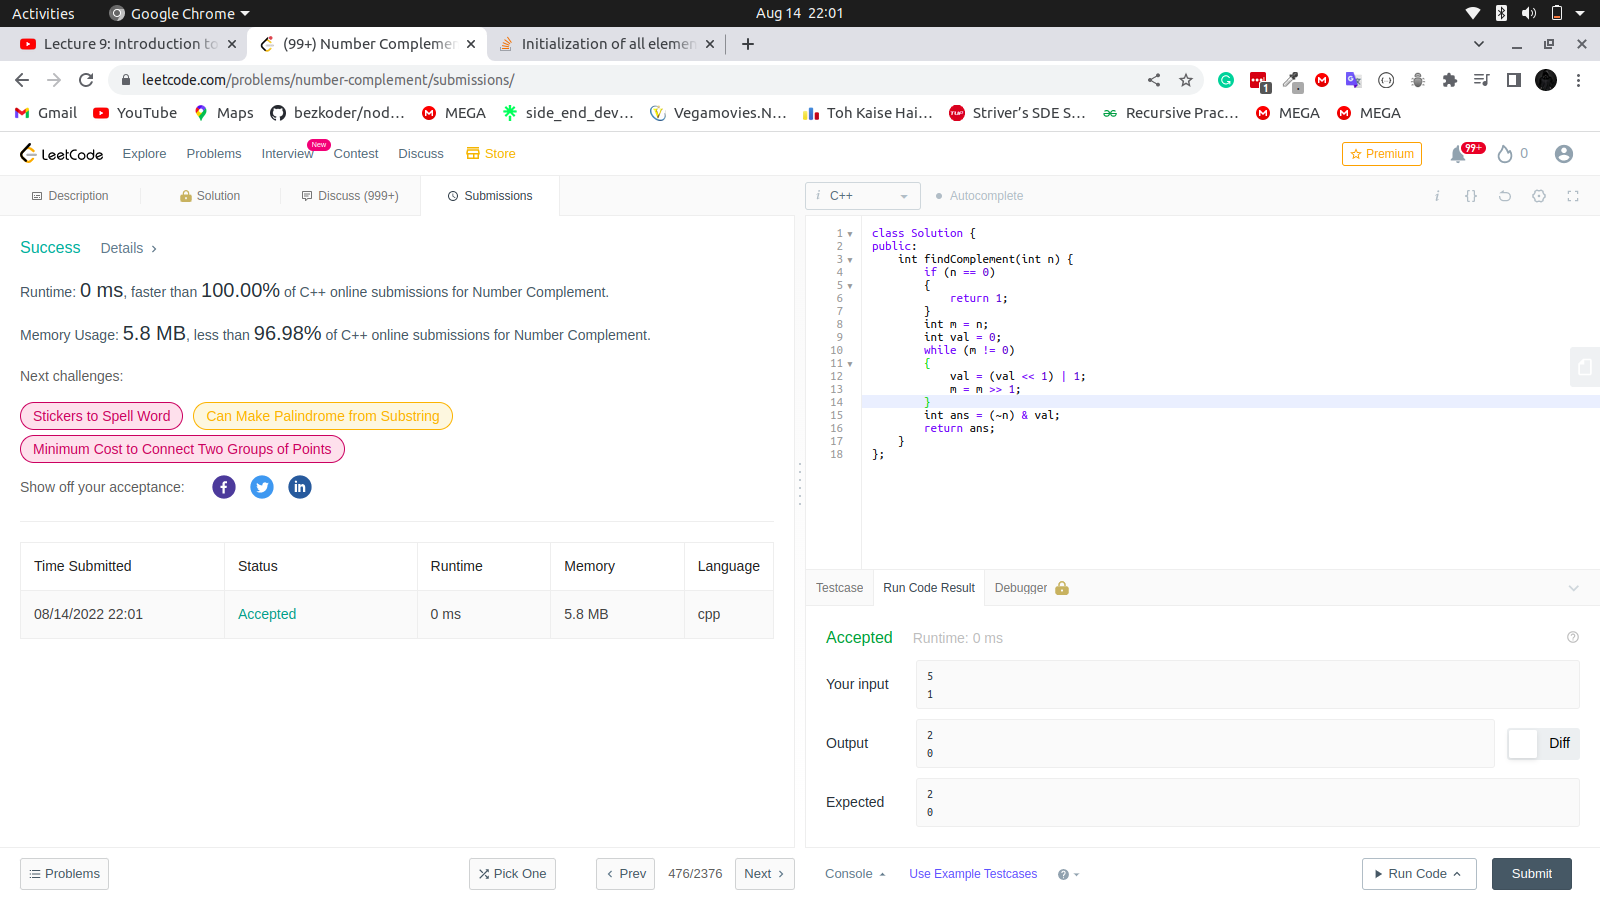 Activities Google Chrome Aug 14 22:01
Lecture 9: Introduction to (99+) Number Complemen Initialization of all elemen
leetcode.com/problems/number-complement/submissions/ 1
Gmail YouTube Maps bezkoder/nod... MEGA side_end_dev... Vegamovies.N... Toh Kaise Hai... Striver's SDE S... Recursive Prac... MEGA MEGA
LeetCode Explore Problems Interview New Contest Discuss Store Premium 99+ 0
Description Solution Discuss (999+) Submissions
i C++ Autocomplete i {}
Success Details >
Runtime: 0 ms, faster than 100.00% of C++ online submissions for Number Complement.
Memory Usage: 5.8 MB, less than 96.98% of C++ online submissions for Number Complement.
Next challenges:
Stickers to Spell Word Can Make Palindrome from Substring
Minimum Cost to Connect Two Groups of Points
Show off your acceptance:
Time Submitted Status Runtime Memory Language
08/14/2022 22:01 Accepted 0 ms 5.8 MB cpp
1 class Solution {
2 public:
3 int findComplement(int n) {
4 if (n == 0)
5 {
6 return 1;
7 }
8 int m = n;
9 int val = 0;
10 while (m != 0)
11 {
12 val = (val << 1) | 1;
13 m = m >> 1;
14 }
15 int ans = (~n) & val;
16 return ans;
17 }
18 };
Testcase Run Code Result Debugger
Accepted Runtime: 0 ms
Your input
5
1
Output
2
0
Diff
Expected
2
0
Problems Pick One < Prev 476/2376 Next > Console Use Example Testcases Run Code Submit